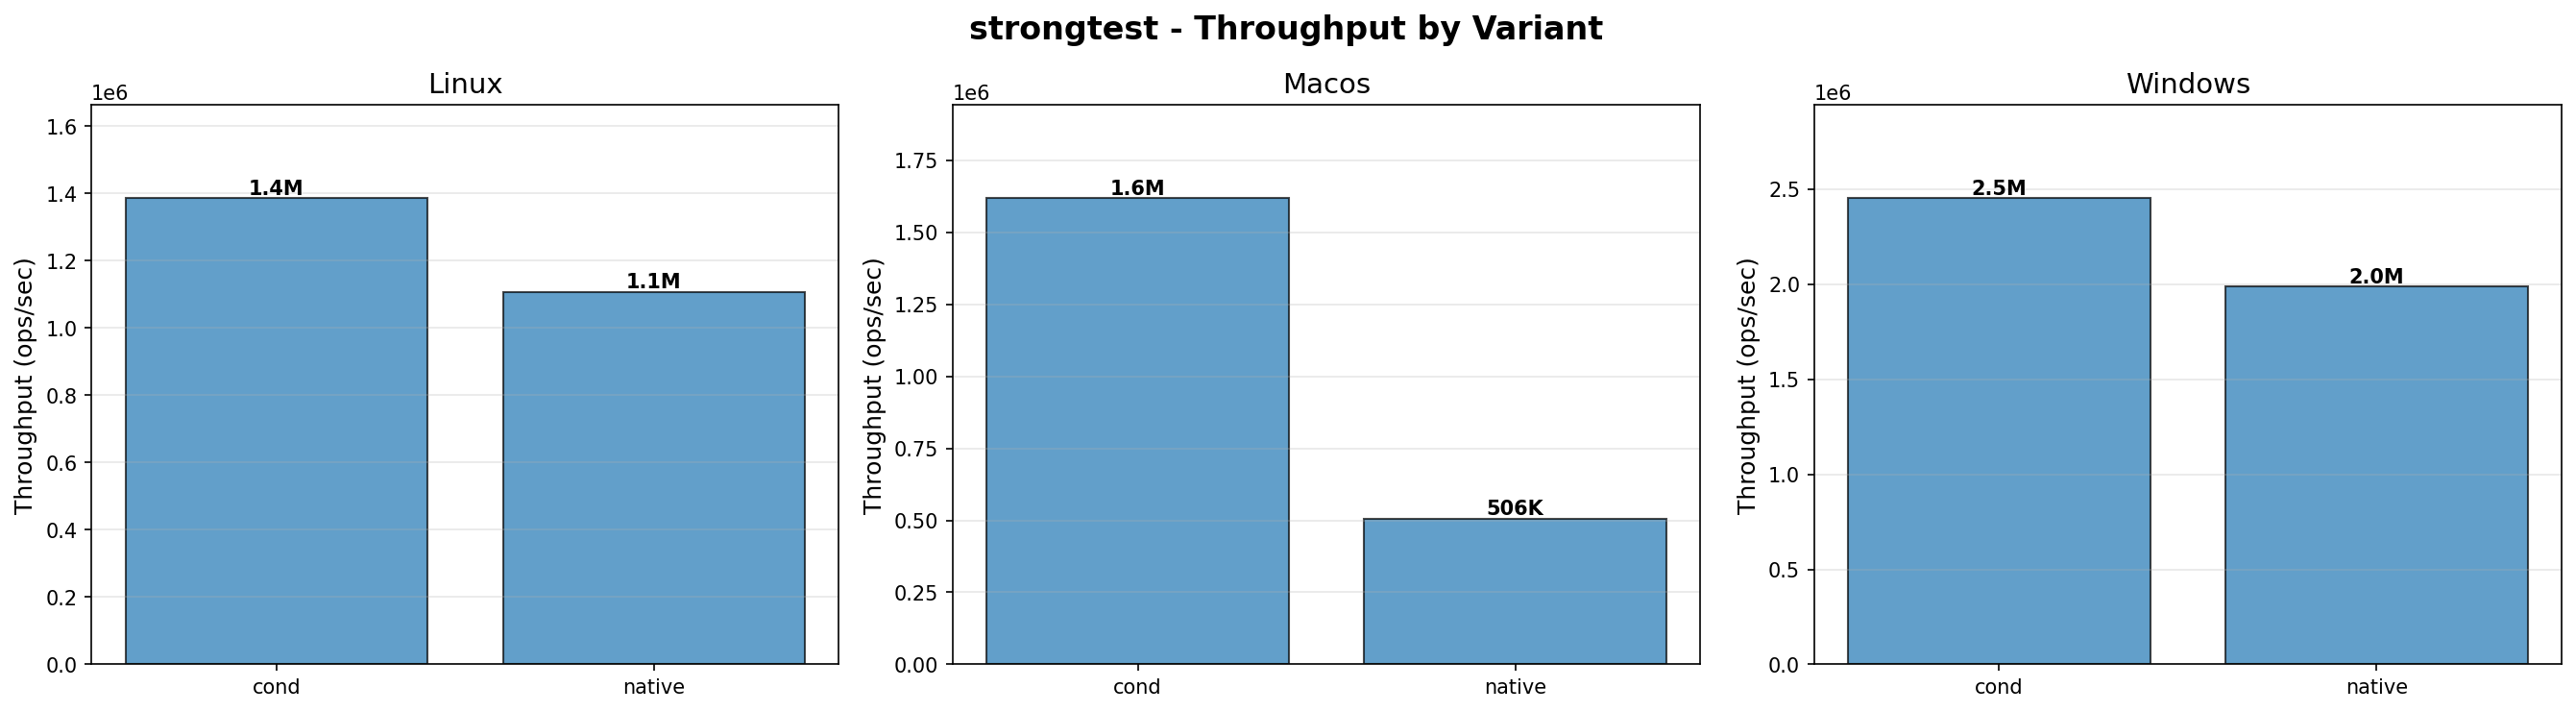 strongtest - Throughput by Variant
Linux
1e6
Throughput (ops/sec)
1.6
1.4
1.2
1.0
0.8
0.6
0.4
0.2
0.0
1.4M
1.1M
cond
native
Macos
1e6
Throughput (ops/sec)
1.75
1.50
1.25
1.00
0.75
0.50
0.25
0.00
1.6M
506K
cond
native
Windows
1e6
Throughput (ops/sec)
2.5
2.0
1.5
1.0
0.5
0.0
2.5M
2.0M
cond
native